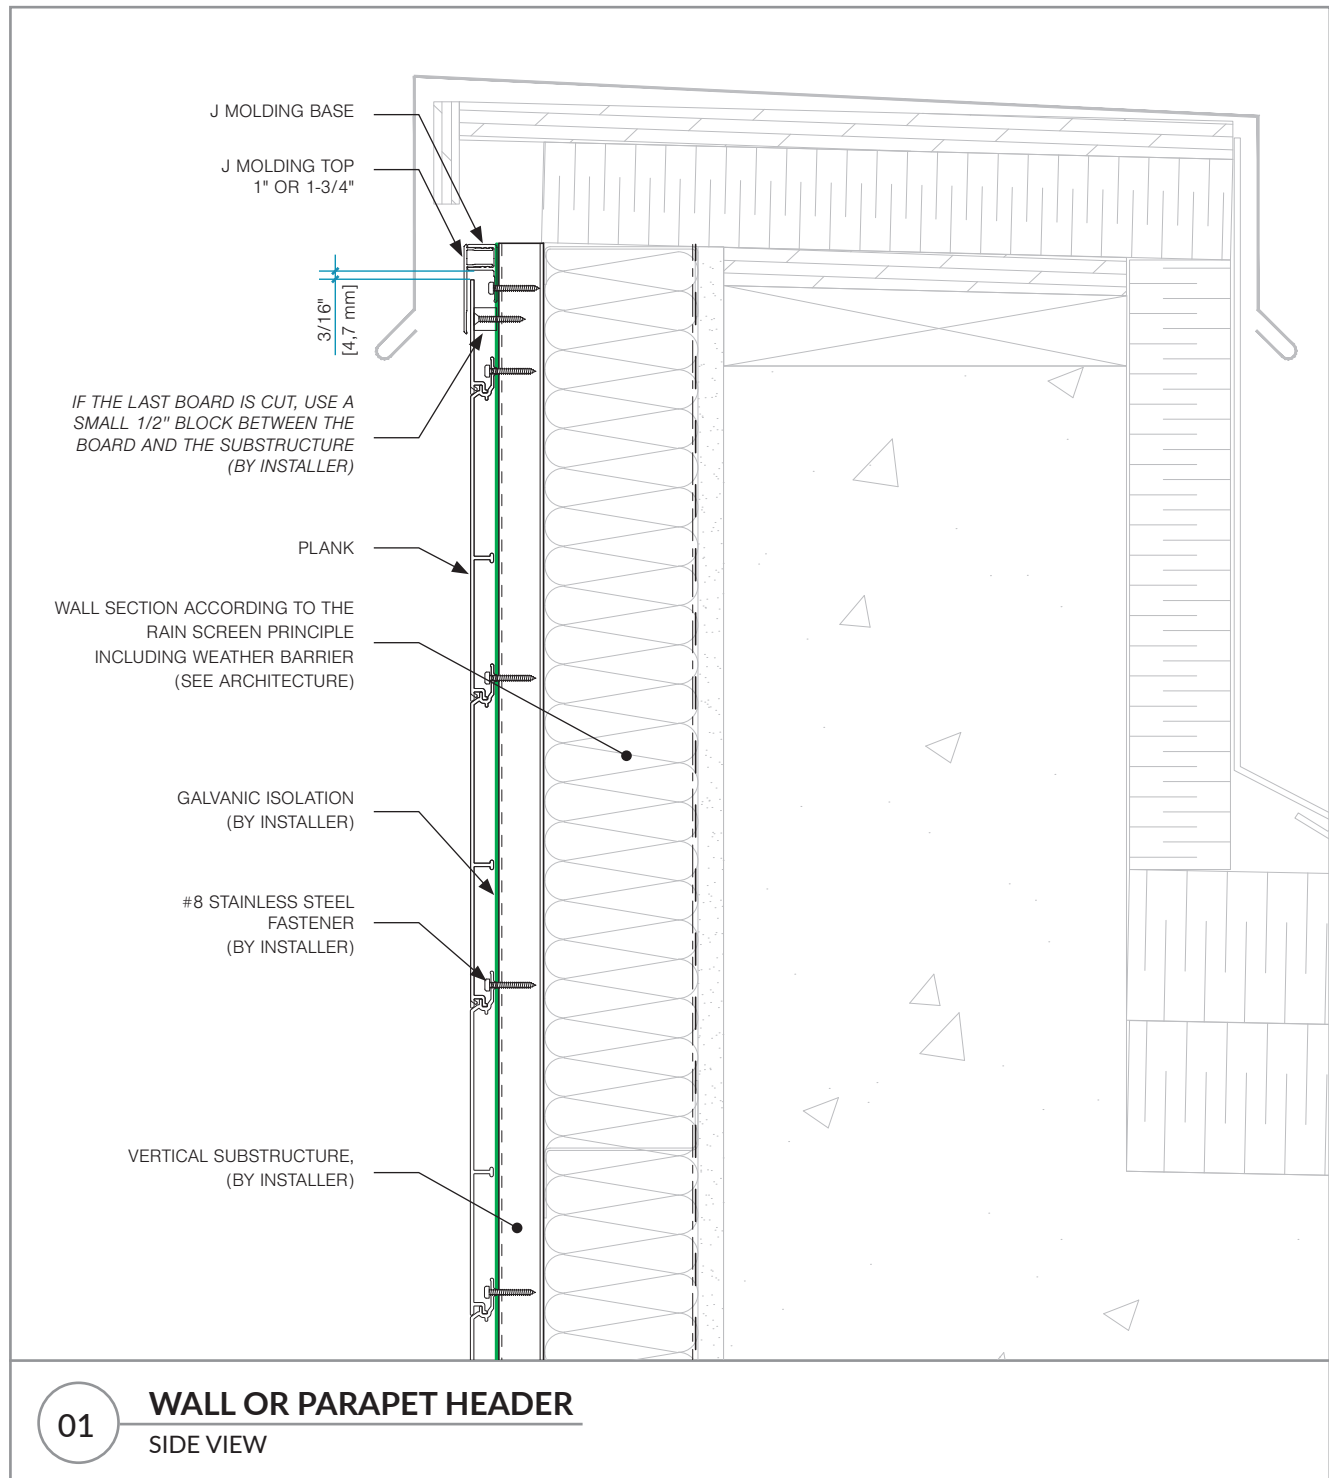 J MOLDING BASE
J MOLDING TOP
1" OR 1-3/4"
3/16"
[4,7 mm]
IF THE LAST BOARD IS CUT, USE A
SMALL 1/2" BLOCK BETWEEN THE
BOARD AND THE SUBSTRUCTURE
(BY INSTALLER)
PLANK
WALL SECTION ACCORDING TO THE
RAIN SCREEN PRINCIPLE
INCLUDING WEATHER BARRIER
(SEE ARCHITECTURE)
GALVANIC ISOLATION
(BY INSTALLER)
#8 STAINLESS STEEL
FASTENER
(BY INSTALLER)
VERTICAL SUBSTRUCTURE,
(BY INSTALLER)
01
WALL OR PARAPET HEADER
SIDE VIEW